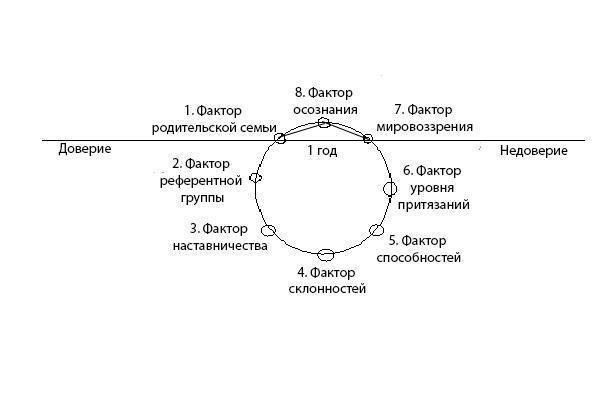 8. Фактор
осознания
1. Фактор
родительской семьи
7. Фактор
мировоззрения
Доверие
1 год
Недоверие
2. Фактор
референтной
группы
6. Фактор
уровня
притязаний
3. Фактор
наставничества
5. Фактор
способностей
4. Фактор
склонностей